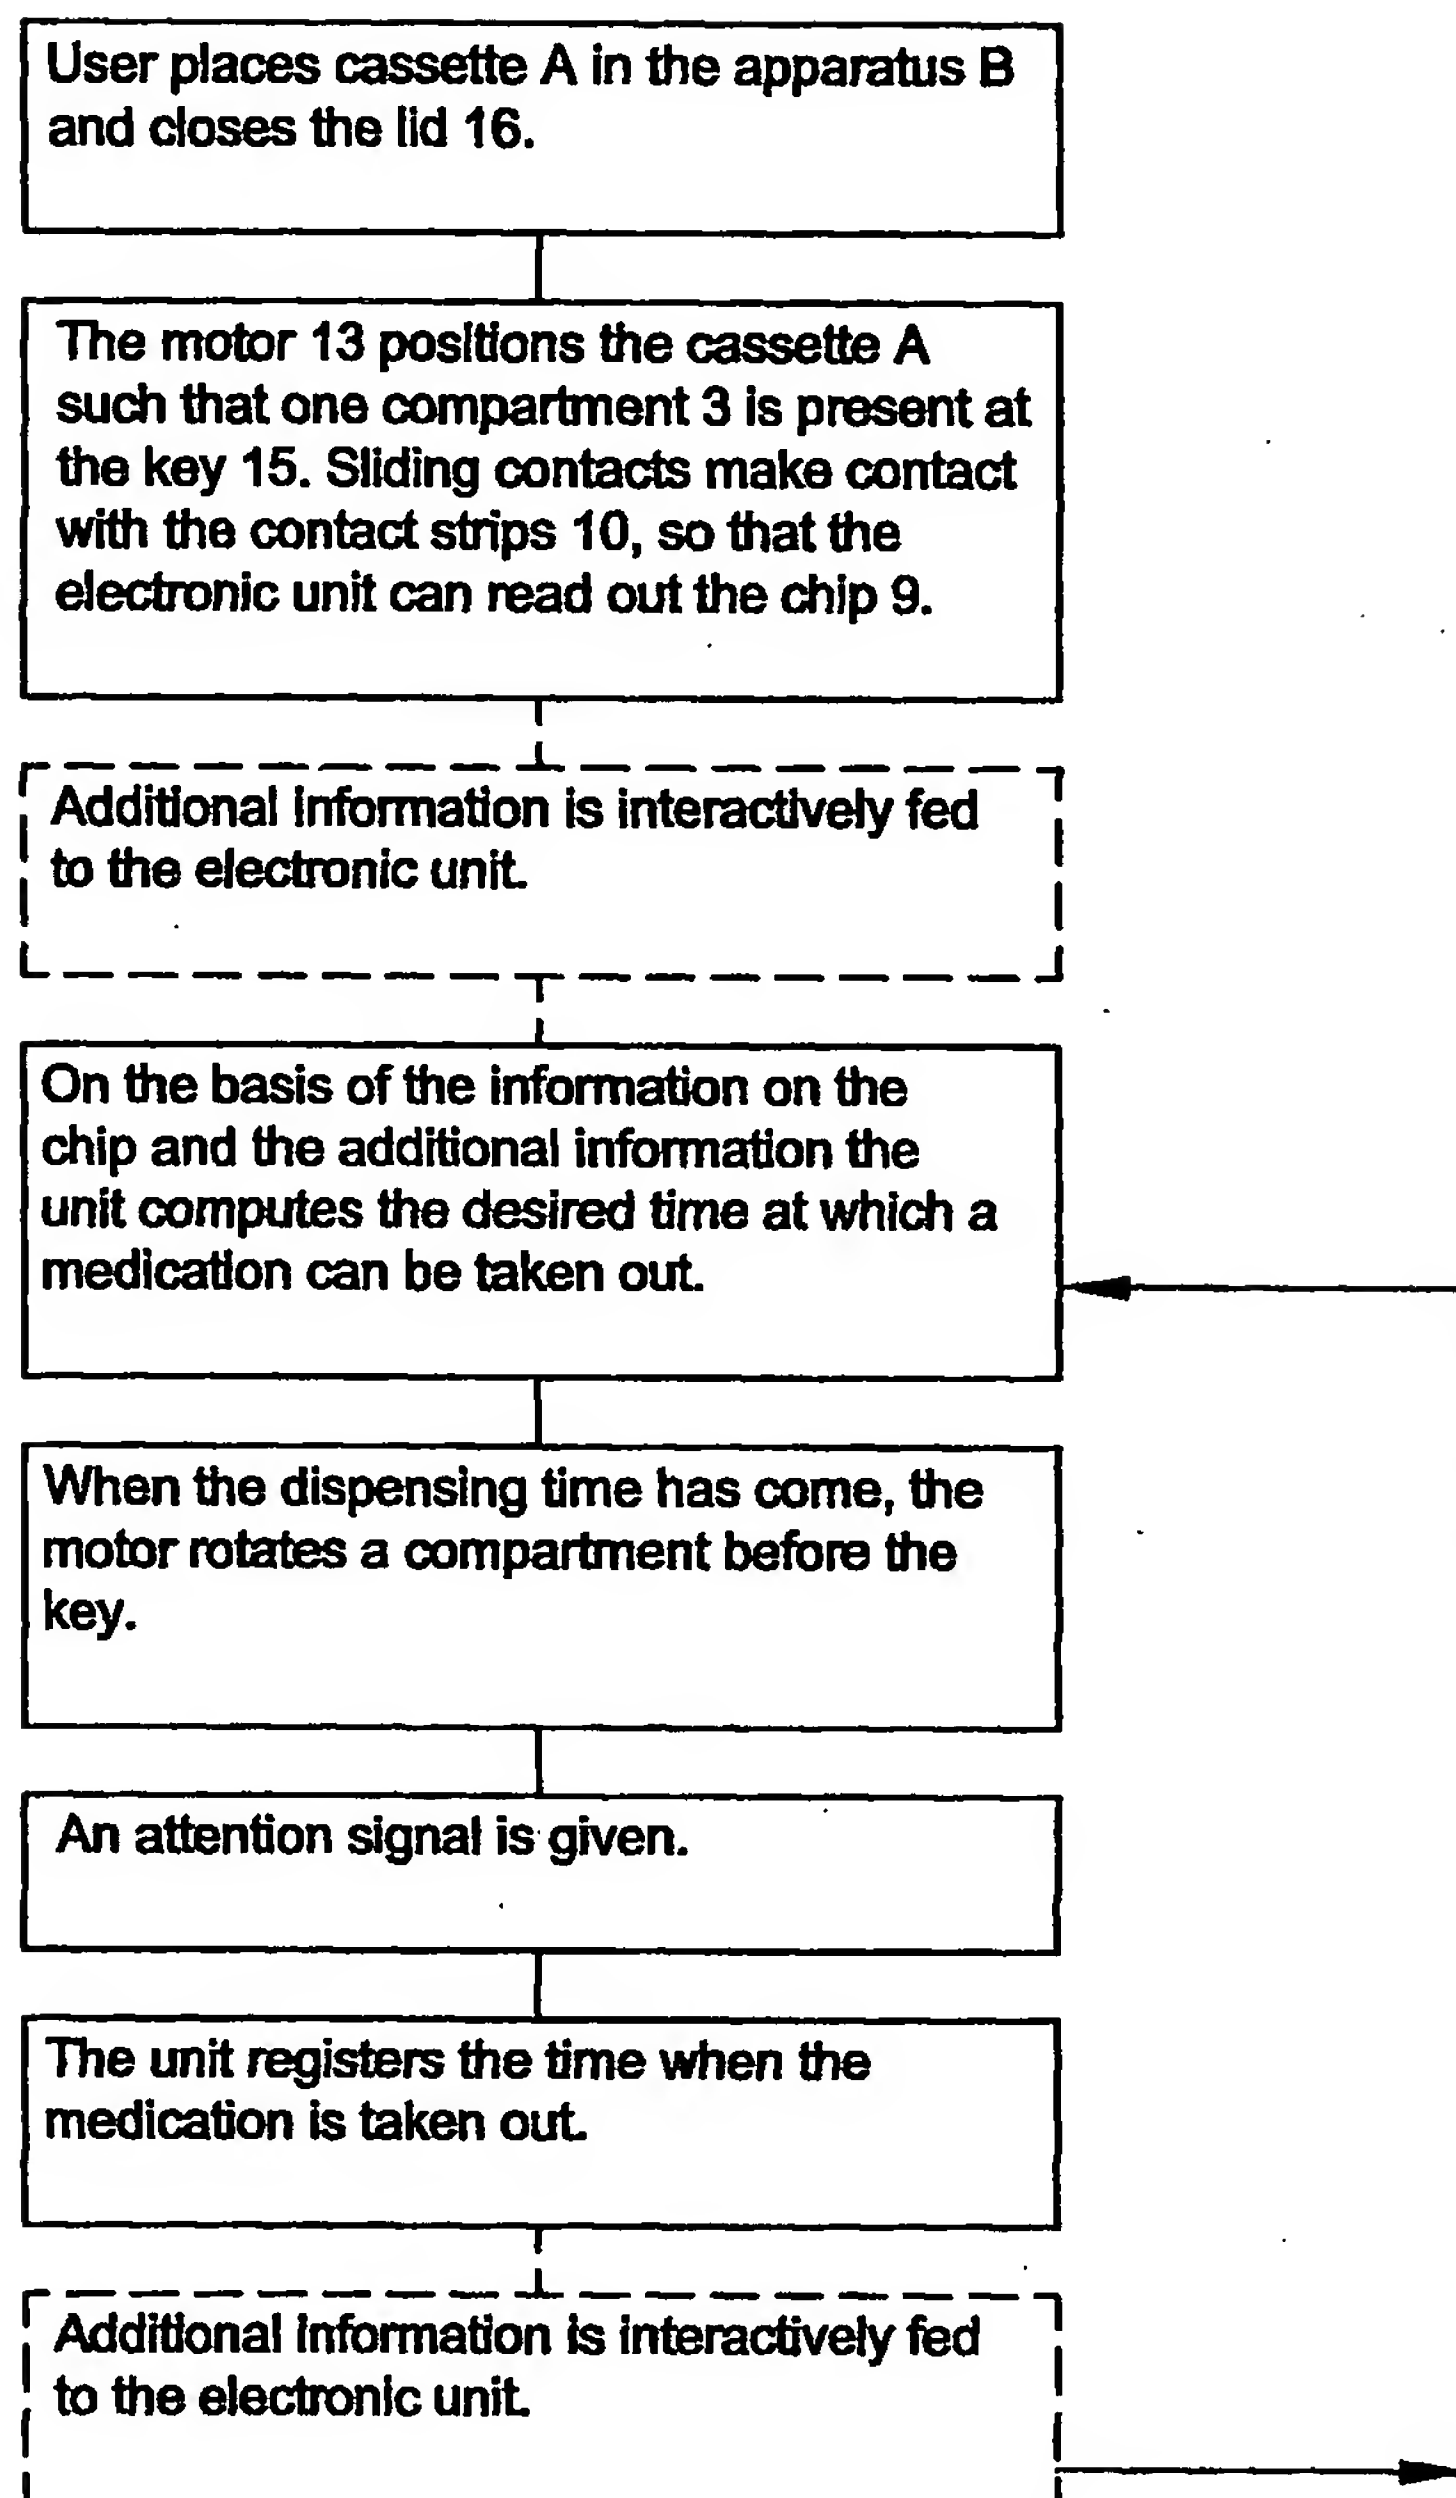 User places cassette A in the apparatus B
and closes the lid 16.
The motor 13 positions the cassette A
such that one compartment 3 is present at
the key 15. Sliding contacts make contact
with the contact strips 10, so that the
electronic unit can read out the chip 9.
Additional Information is interactively fed
to the electronic unit.
On the basis of the information on the
chip and the additional information the
unit computes the desired time at which a
medication can be taken out.
When the dispensing time has come, the
motor rotates a compartment before the
key.
An attention signal is given.
The unit registers the time when the
medication is taken out.
Additional Information is interactively fed
to the electronic unit.